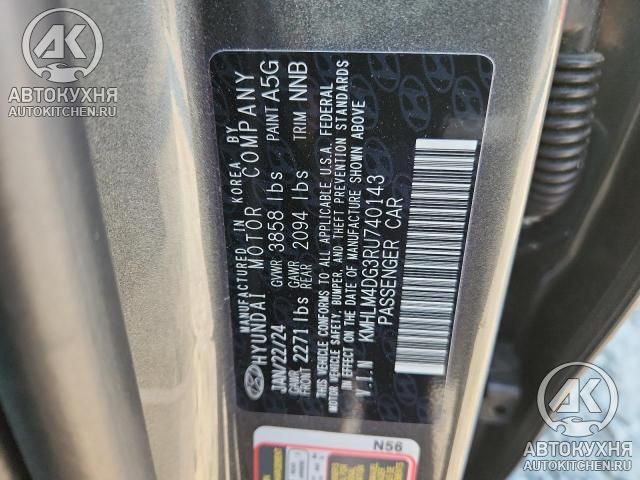 MANUFACTURED IN KOREA BY
HYUNDAI MOTOR COMPANY
JAN/22/24 GVWR 3858 lbs PAINT A5G
GAWR FRONT 2271 lbs GAWR REAR 2094 lbs TRIM NNB
THIS VEHICLE CONFORMS TO ALL APPLICABLE U.S.A. FEDERAL
MOTOR VEHICLE SAFETY, BUMPER, AND THEFT PREVENTION STANDARDS
IN EFFECT ON THE DATE OF MANUFACTURE SHOWN ABOVE
V.I.N KMHLM4DG3RU740143
PASSENGER CAR
N56
АК
АВТОКУХНЯ
AUTOKITCHEN.RU
АК
АВТОКУХНЯ
AUTOKITCHEN.RU